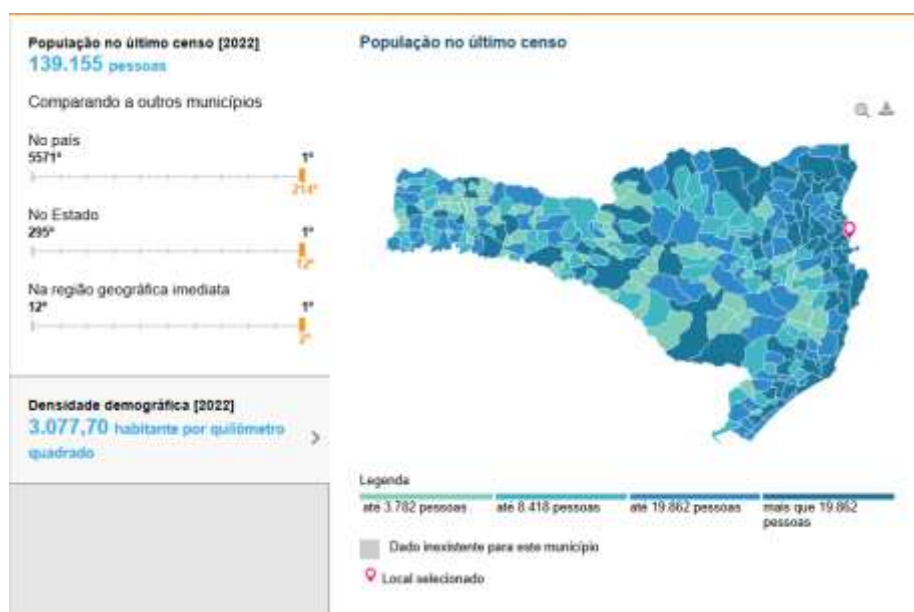 População no último censo [2022]
139.155 pessoas
Comparando a outros municípios
No país
5571º 1º
214º
No Estado
295º 1º
12º
Na região geográfica imediata
12º 1º
2º
Densidade demográfica [2022]
3.077,70 habitante por quilômetro
quadrado
População no último censo
Legenda
até 3.782 pessoas até 8.418 pessoas até 19.862 pessoas mais que 19.862
pessoas
Dado inexistente para este município
Local selecionado